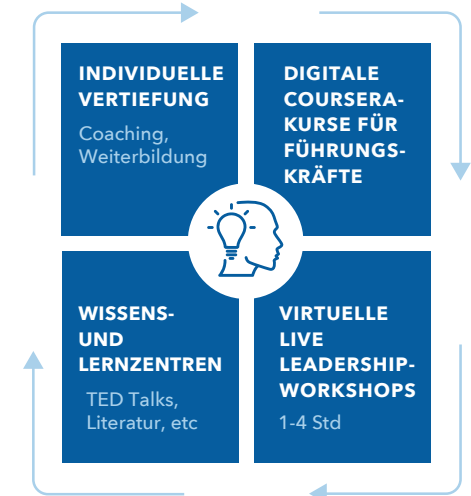 INDIVIDUELLE
VERTIEFUNG
Coaching,
Weiterbildung
DIGITALE
COURSERA-
KURSE FÜR
FÜHRUNGS-
KRÄFTE
WISSENS-
UND
LERNZENTREN
TED Talks,
Literatur, etc
VIRTUELLE
LIVE
LEADERSHIP-
WORKSHOPS
1-4 Std